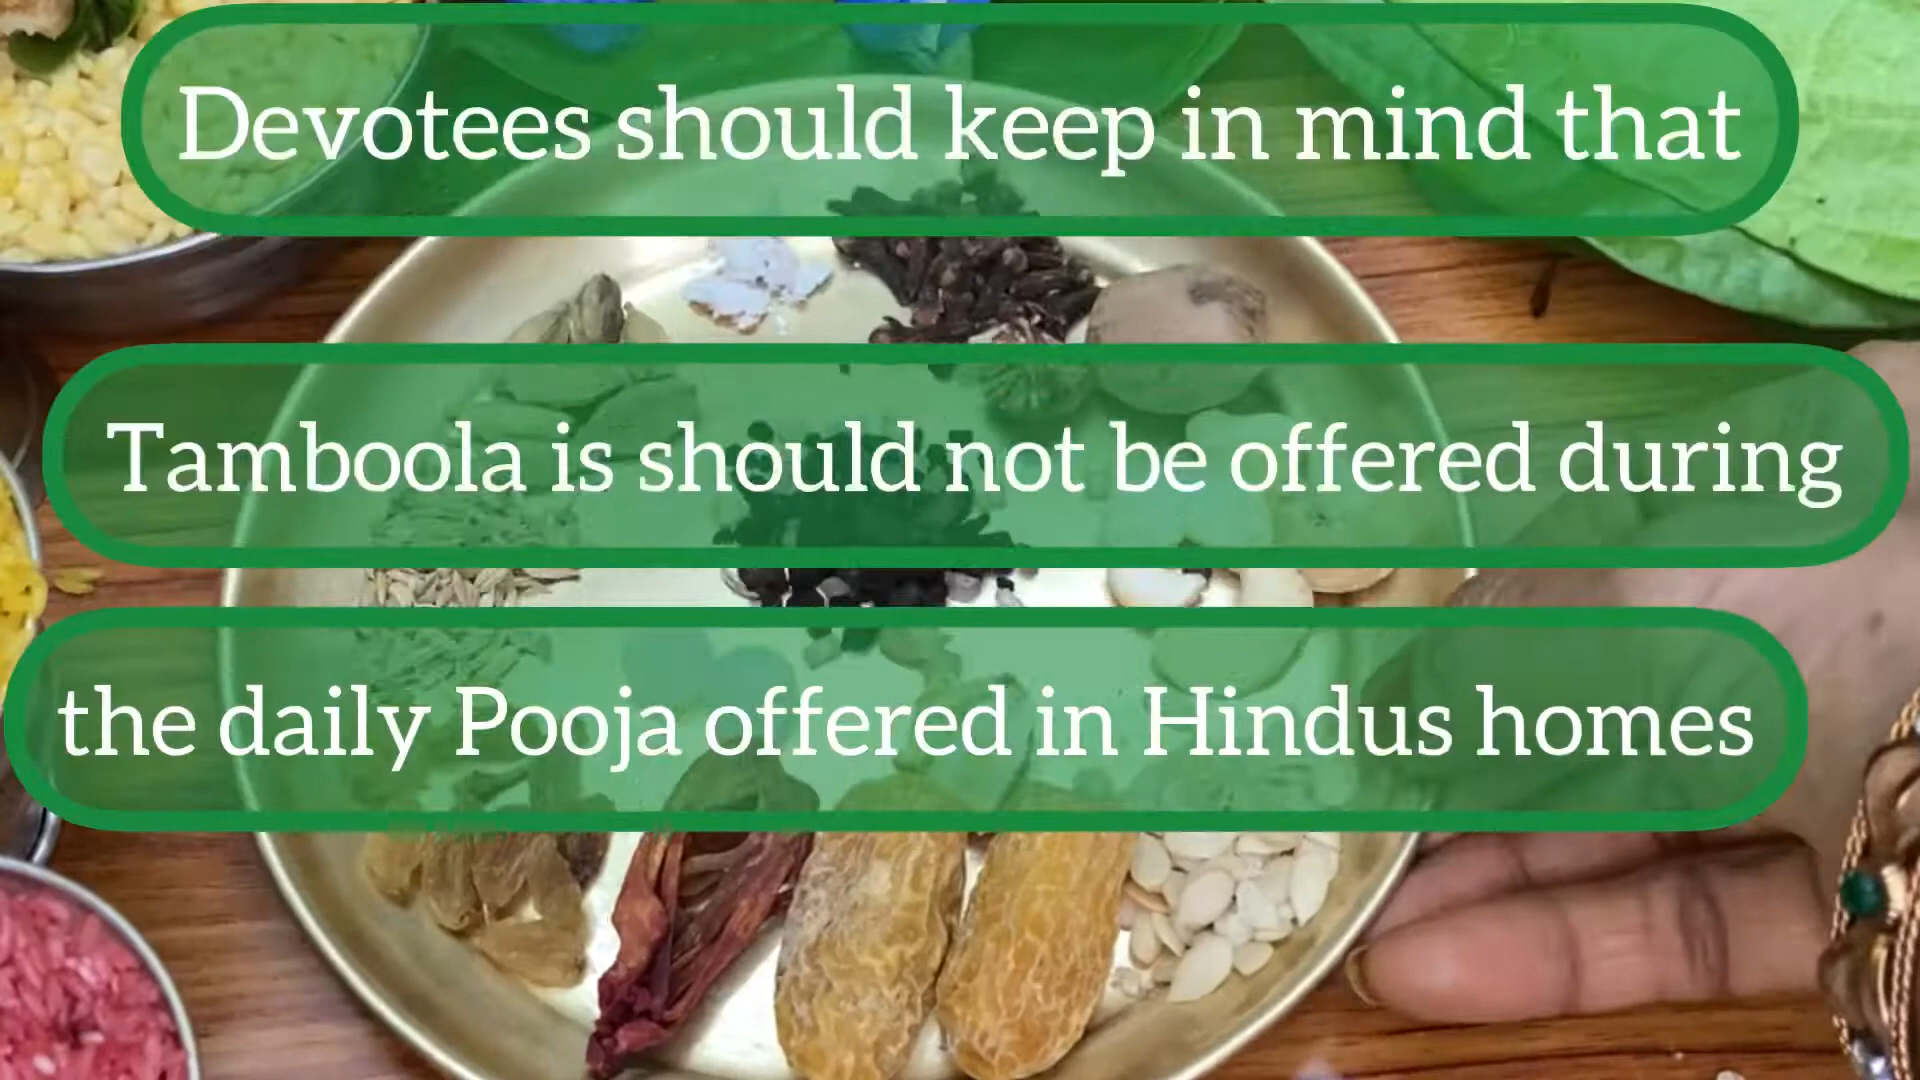 Devotees should keep in mind that
Tamboola is should not be offered during
the daily Pooja offered in Hindus homes